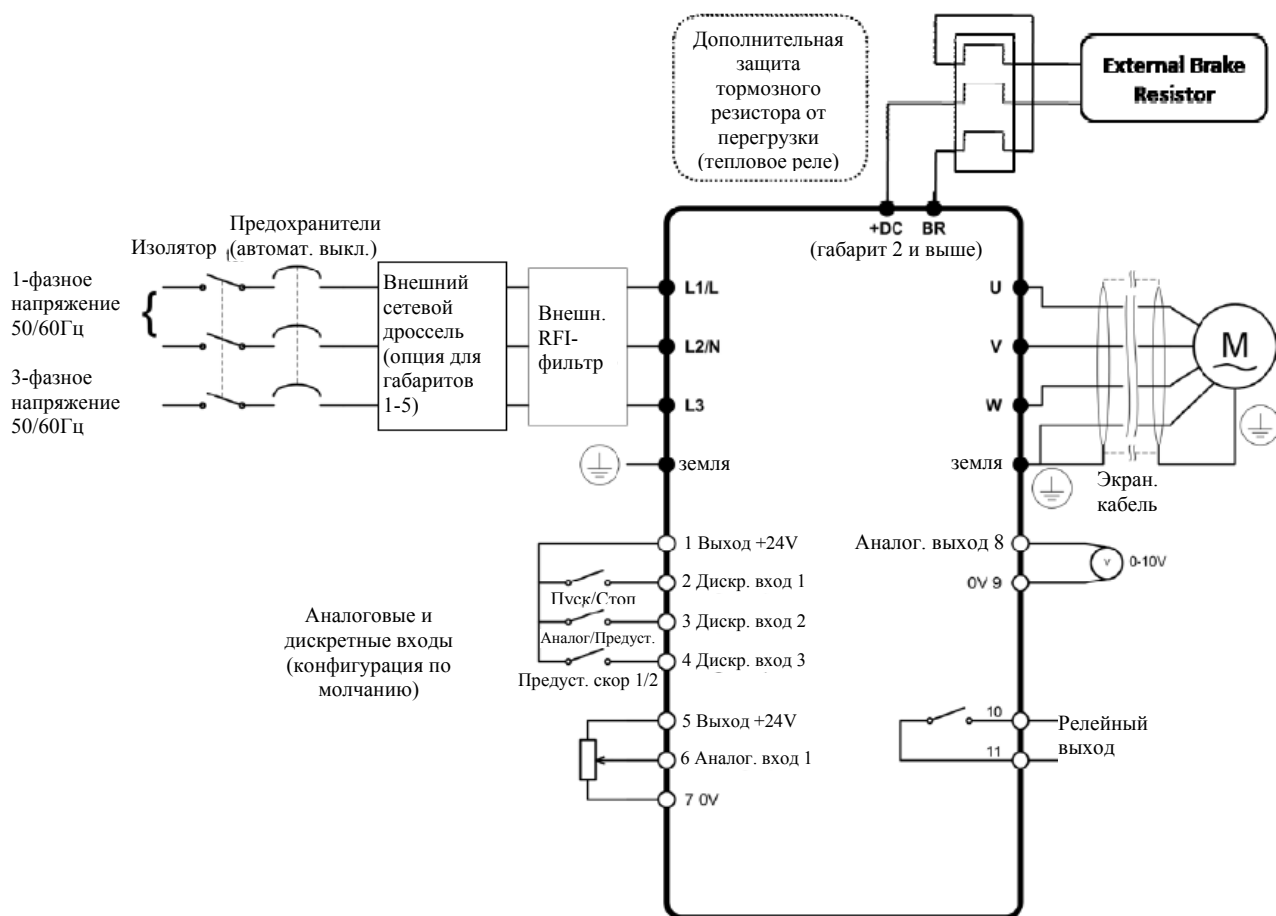 Дополнительная
защита
тормозного
резистора от
перегрузки
(тепловое реле)
External Brake
Resistor
+DC BR
(габарит 2 и выше)
Изолятор
Предохранители
(автомат. выкл.)
1-фазное
напряжение
50/60Гц
{
3-фазное
напряжение
50/60Гц
Внешний
сетевой
дроссель
(опция для
габаритов
1-5)
Внешн.
RFI-
фильтр
L1/L
L2/N
L3
земля
U
V
W
земля
M
Экран.
кабель
Аналоговые и
дискретные входы
(конфигурация по
молчанию)
1 Выход +24V
2 Дискр. вход 1
Пуск/Стоп
3 Дискр. вход 2
Аналог/Предуст.
4 Дискр. вход 3
Предуст. скор 1/2
5 Выход +24V
6 Аналог. вход 1
7 0V
Аналог. выход 8
V
0-10V
0V 9
10
11
Релейный
выход